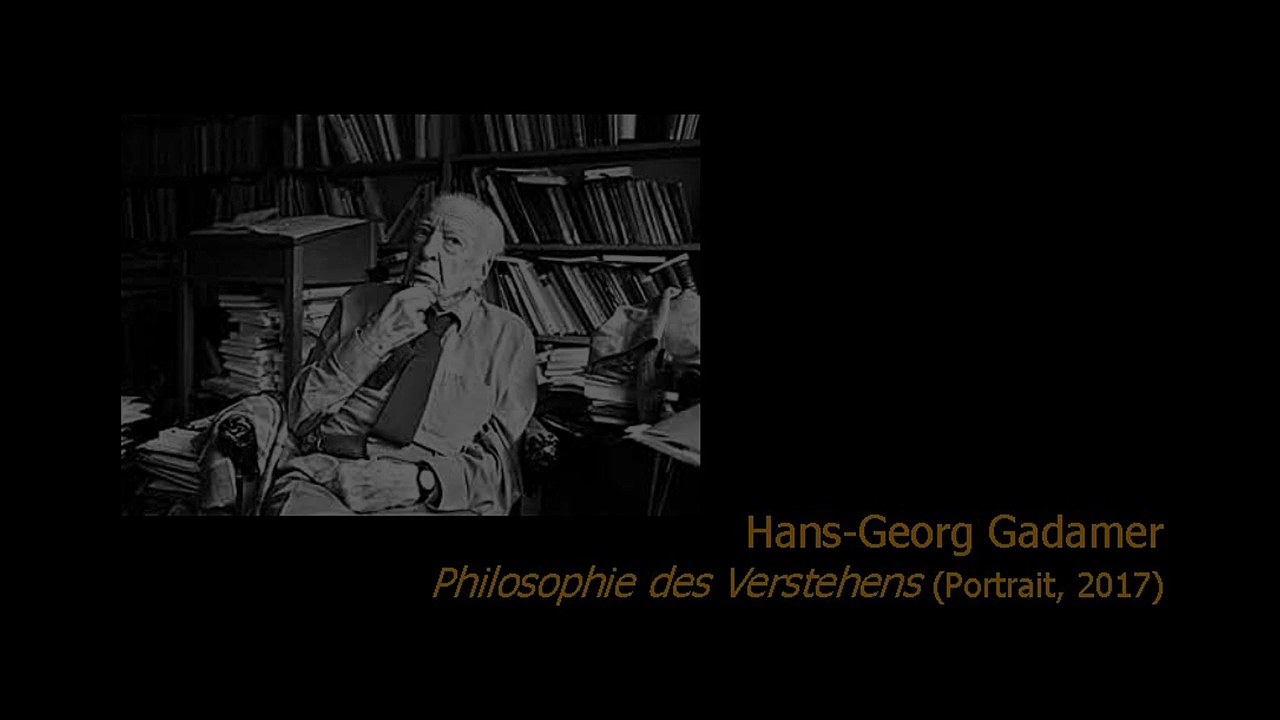 Hans-Georg Gadamer
Philosophie des Verstehens (Portrait, 2017)